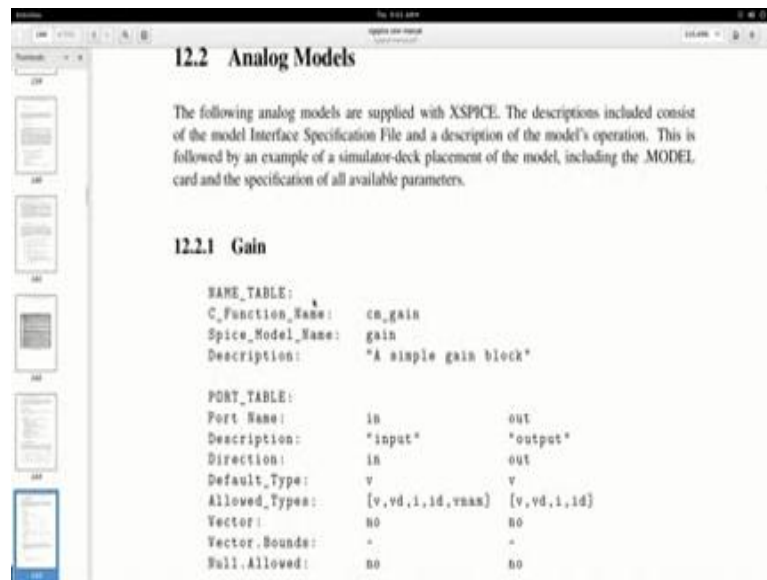 12.2 Analog Models
The following analog models are supplied with XSPICE. The descriptions included consist
of the model Interface Specification File and a description of the model's operation. This is
followed by an example of a simulator-deck placement of the model, including the .MODEL
card and the specification of all available parameters.
12.2.1 Gain
NAME_TABLE:
C_Function_Name: cm_gain
Spice_Model_Name: gain
Description: "A simple gain block"
PORT_TABLE:
Port Name: in out
Description: "input" "output"
Direction: in out
Default_Type: v v
Allowed_Types: [v,vd,i,id,vnam] [v,vd,i,id]
Vector: no no
Vector.Bounds: - -
Null.Allowed: no no